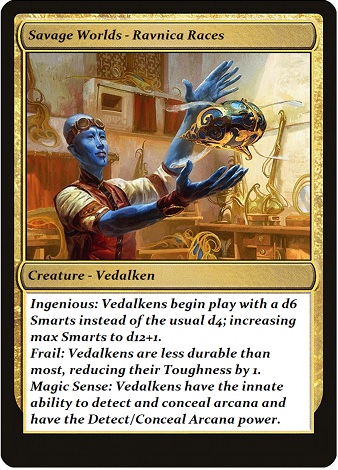 Savage Worlds - Ravnica Races
Creature - Vedalken
Ingenious: Vedalkens begin play with a d6
Smarts instead of the usual d4; increasing
max Smarts to d12+1.
Frail: Vedalkens are less durable than
most, reducing their Toughness by 1.
Magic Sense: Vedalkens have the innate
ability to detect and conceal arcana and
have the Detect/Conceal Arcana power.